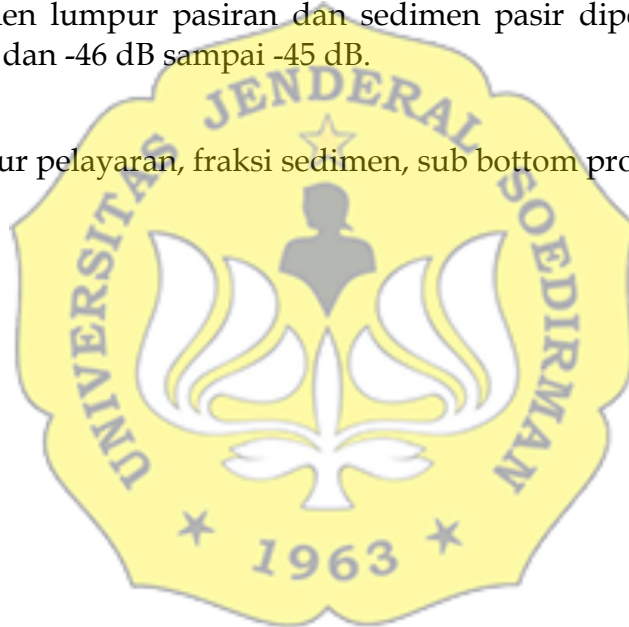 en lumpur pasiran dan sedimen pasir dip
dan -46 dB sampai -45 dB.
ur pelayaran, fraksi sedimen, sub bottom pro
UNIVERSITAS JENDERAL SOEDIRMAN
1963